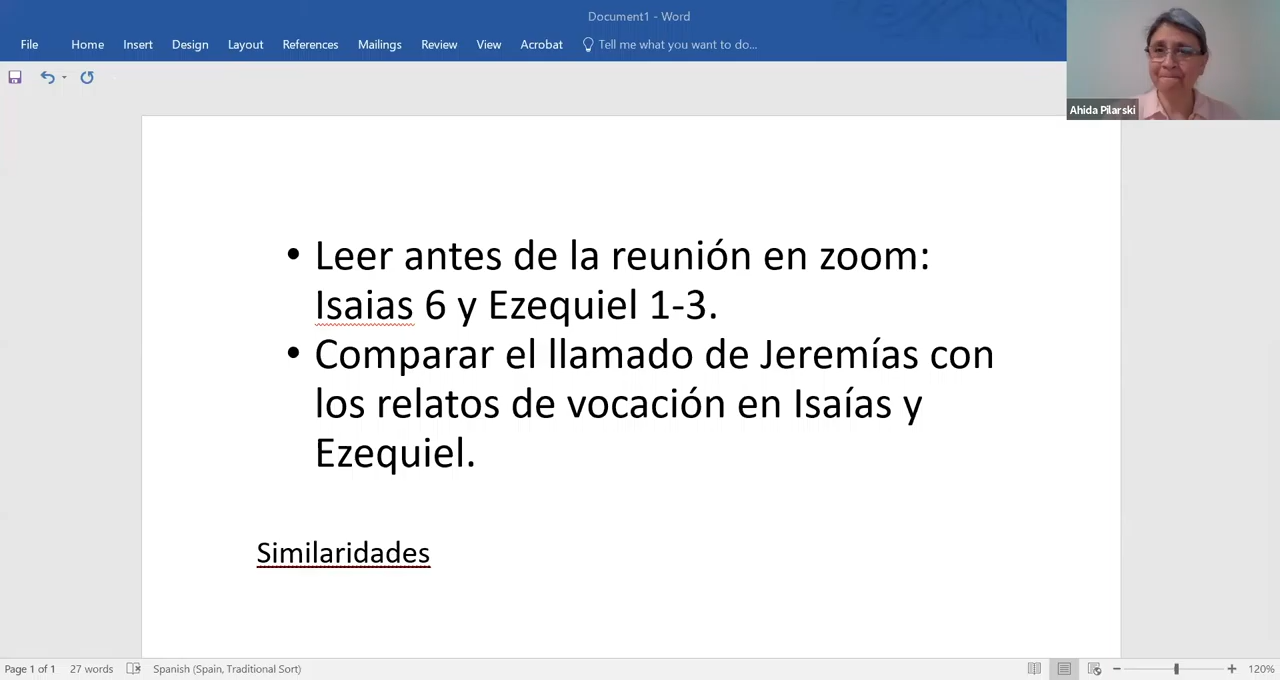 Document1 - Word
File Home Insert Design Layout References Mailings Review View Acrobat Tell me what you want to do...
Ahida Pilarski
• Leer antes de la reunión en zoom:
Isaias 6 y Ezequiel 1-3.
• Comparar el llamado de Jeremías con
los relatos de vocación en Isaías y
Ezequiel.
Similaridades
Page 1 of 1 27 words Spanish (Spain, Traditional Sort) 120%